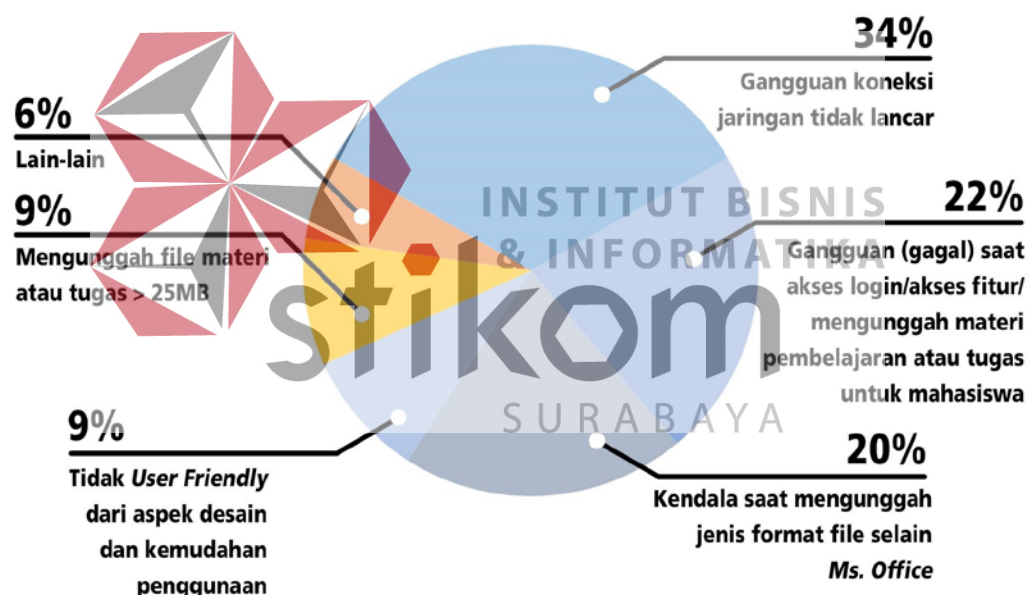 34%
Gangguan koneksi
jaringan tidak lancar
6%
Lain-lain
9%
Mengunggah file materi
atau tugas > 25MB
22%
Gangguan (gagal) saat
akses login/akses fitur/
mengunggah materi
pembelajaran atau tugas
untuk mahasiswa
INSTITUT BISNIS
& INFORMATIKA
stikom
SURABAYA
9%
Tidak User Friendly
dari aspek desain
dan kemudahan
penggunaan
20%
Kendala saat mengunggah
jenis format file selain
Ms. Office